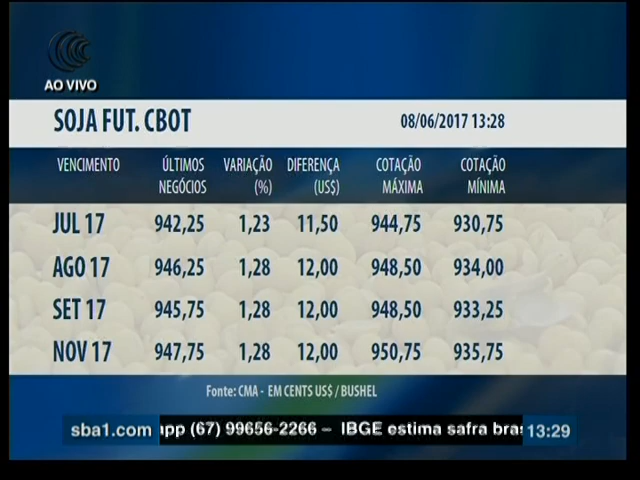 AO VIVO
SOJA FUT. CBOT 08/06/2017 13:28
VENCIMENTO ÚLTIMOS NEGÓCIOS VARIAÇÃO (%) DIFERENÇA (US$) COTAÇÃO MÁXIMA COTAÇÃO MÍNIMA
JUL 17 942,25 1,23 11,50 944,75 930,75
AGO 17 946,25 1,28 12,00 948,50 934,00
SET 17 945,75 1,28 12,00 948,50 933,25
NOV 17 947,75 1,28 12,00 950,75 935,75
Fonte: CMA - EM CENTS US$ / BUSHEL
sba1.com app (67) 99656-2266 – IBGE estima safra bras 13:29